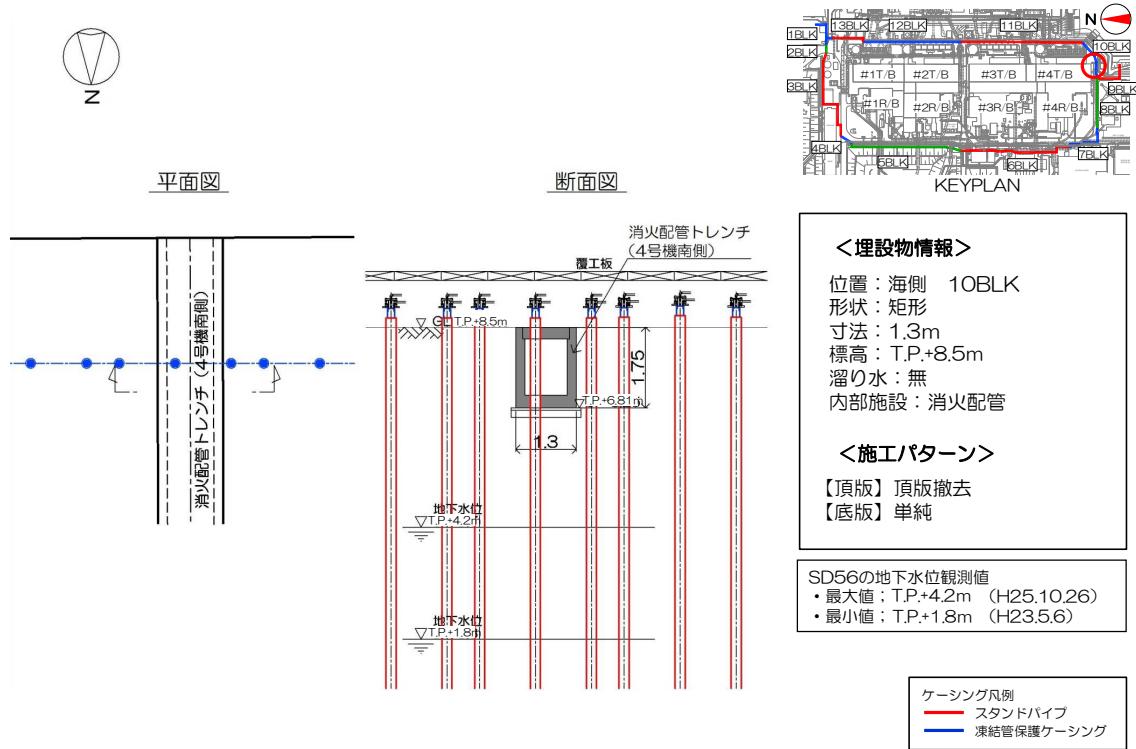 N
平面図
消火配管トレンチ(4号機南側)
断面図
消火配管トレンチ
(4号機南側)
覆工板
GL T.P.+8.5m
1.75
T.P.+6.81m
1.3
地下水位
T.P.+4.2m
地下水位
T.P.+1.8m
N
13BLK
12BLK
11BLK
1BLK
10BLK
2BLK
3BLK
#1T/B
#2T/B
#3T/B
#4T/B
9BLK
#1R/B
#2R/B
#3R/B
#4R/B
8BLK
4BLK
5BLK
6BLK
7BLK
KEYPLAN
<埋設物情報>
位置:海側 10BLK
形状:矩形
寸法:1.3m
標高:T.P.+8.5m
溜り水:無
内部施設:消火配管
<施工パターン>
【頂版】頂版撤去
【底版】単純
SD56の地下水位観測値
・最大値;T.P.+4.2m (H25.10.26)
・最小値;T.P.+1.8m (H23.5.6)
ケーシング凡例
スタンドパイプ
凍結管保護ケーシング